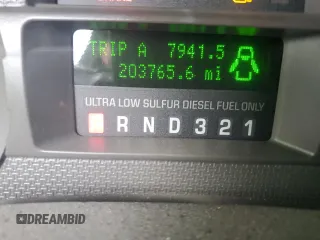 TRIP A 7941.5
203765.6 mi
ULTRA LOW SULFUR DIESEL FUEL ONLY
R N D 3 2 1
DREAMBID